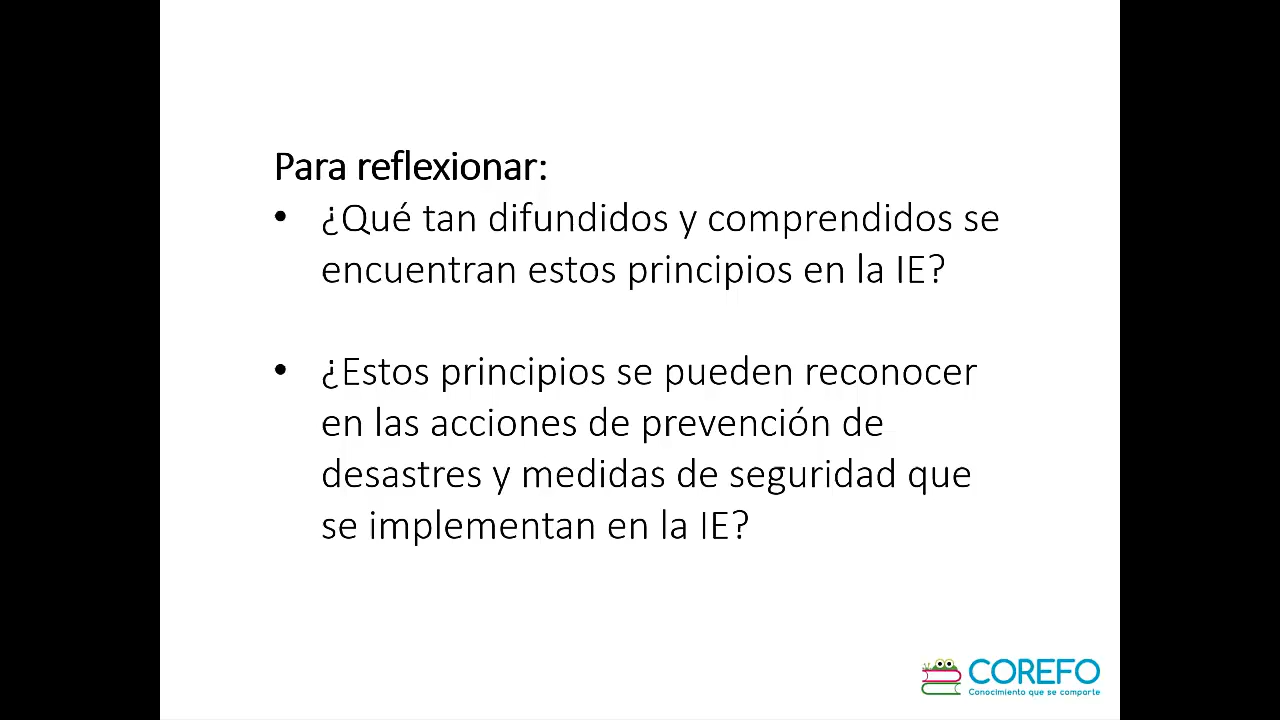 Para reflexionar:
• ¿Qué tan difundidos y comprendidos se
encuentran estos principios en la IE?
• ¿Estos principios se pueden reconocer
en las acciones de prevención de
desastres y medidas de seguridad que
se implementan en la IE?
COREFO
Conocimiento que se comparte